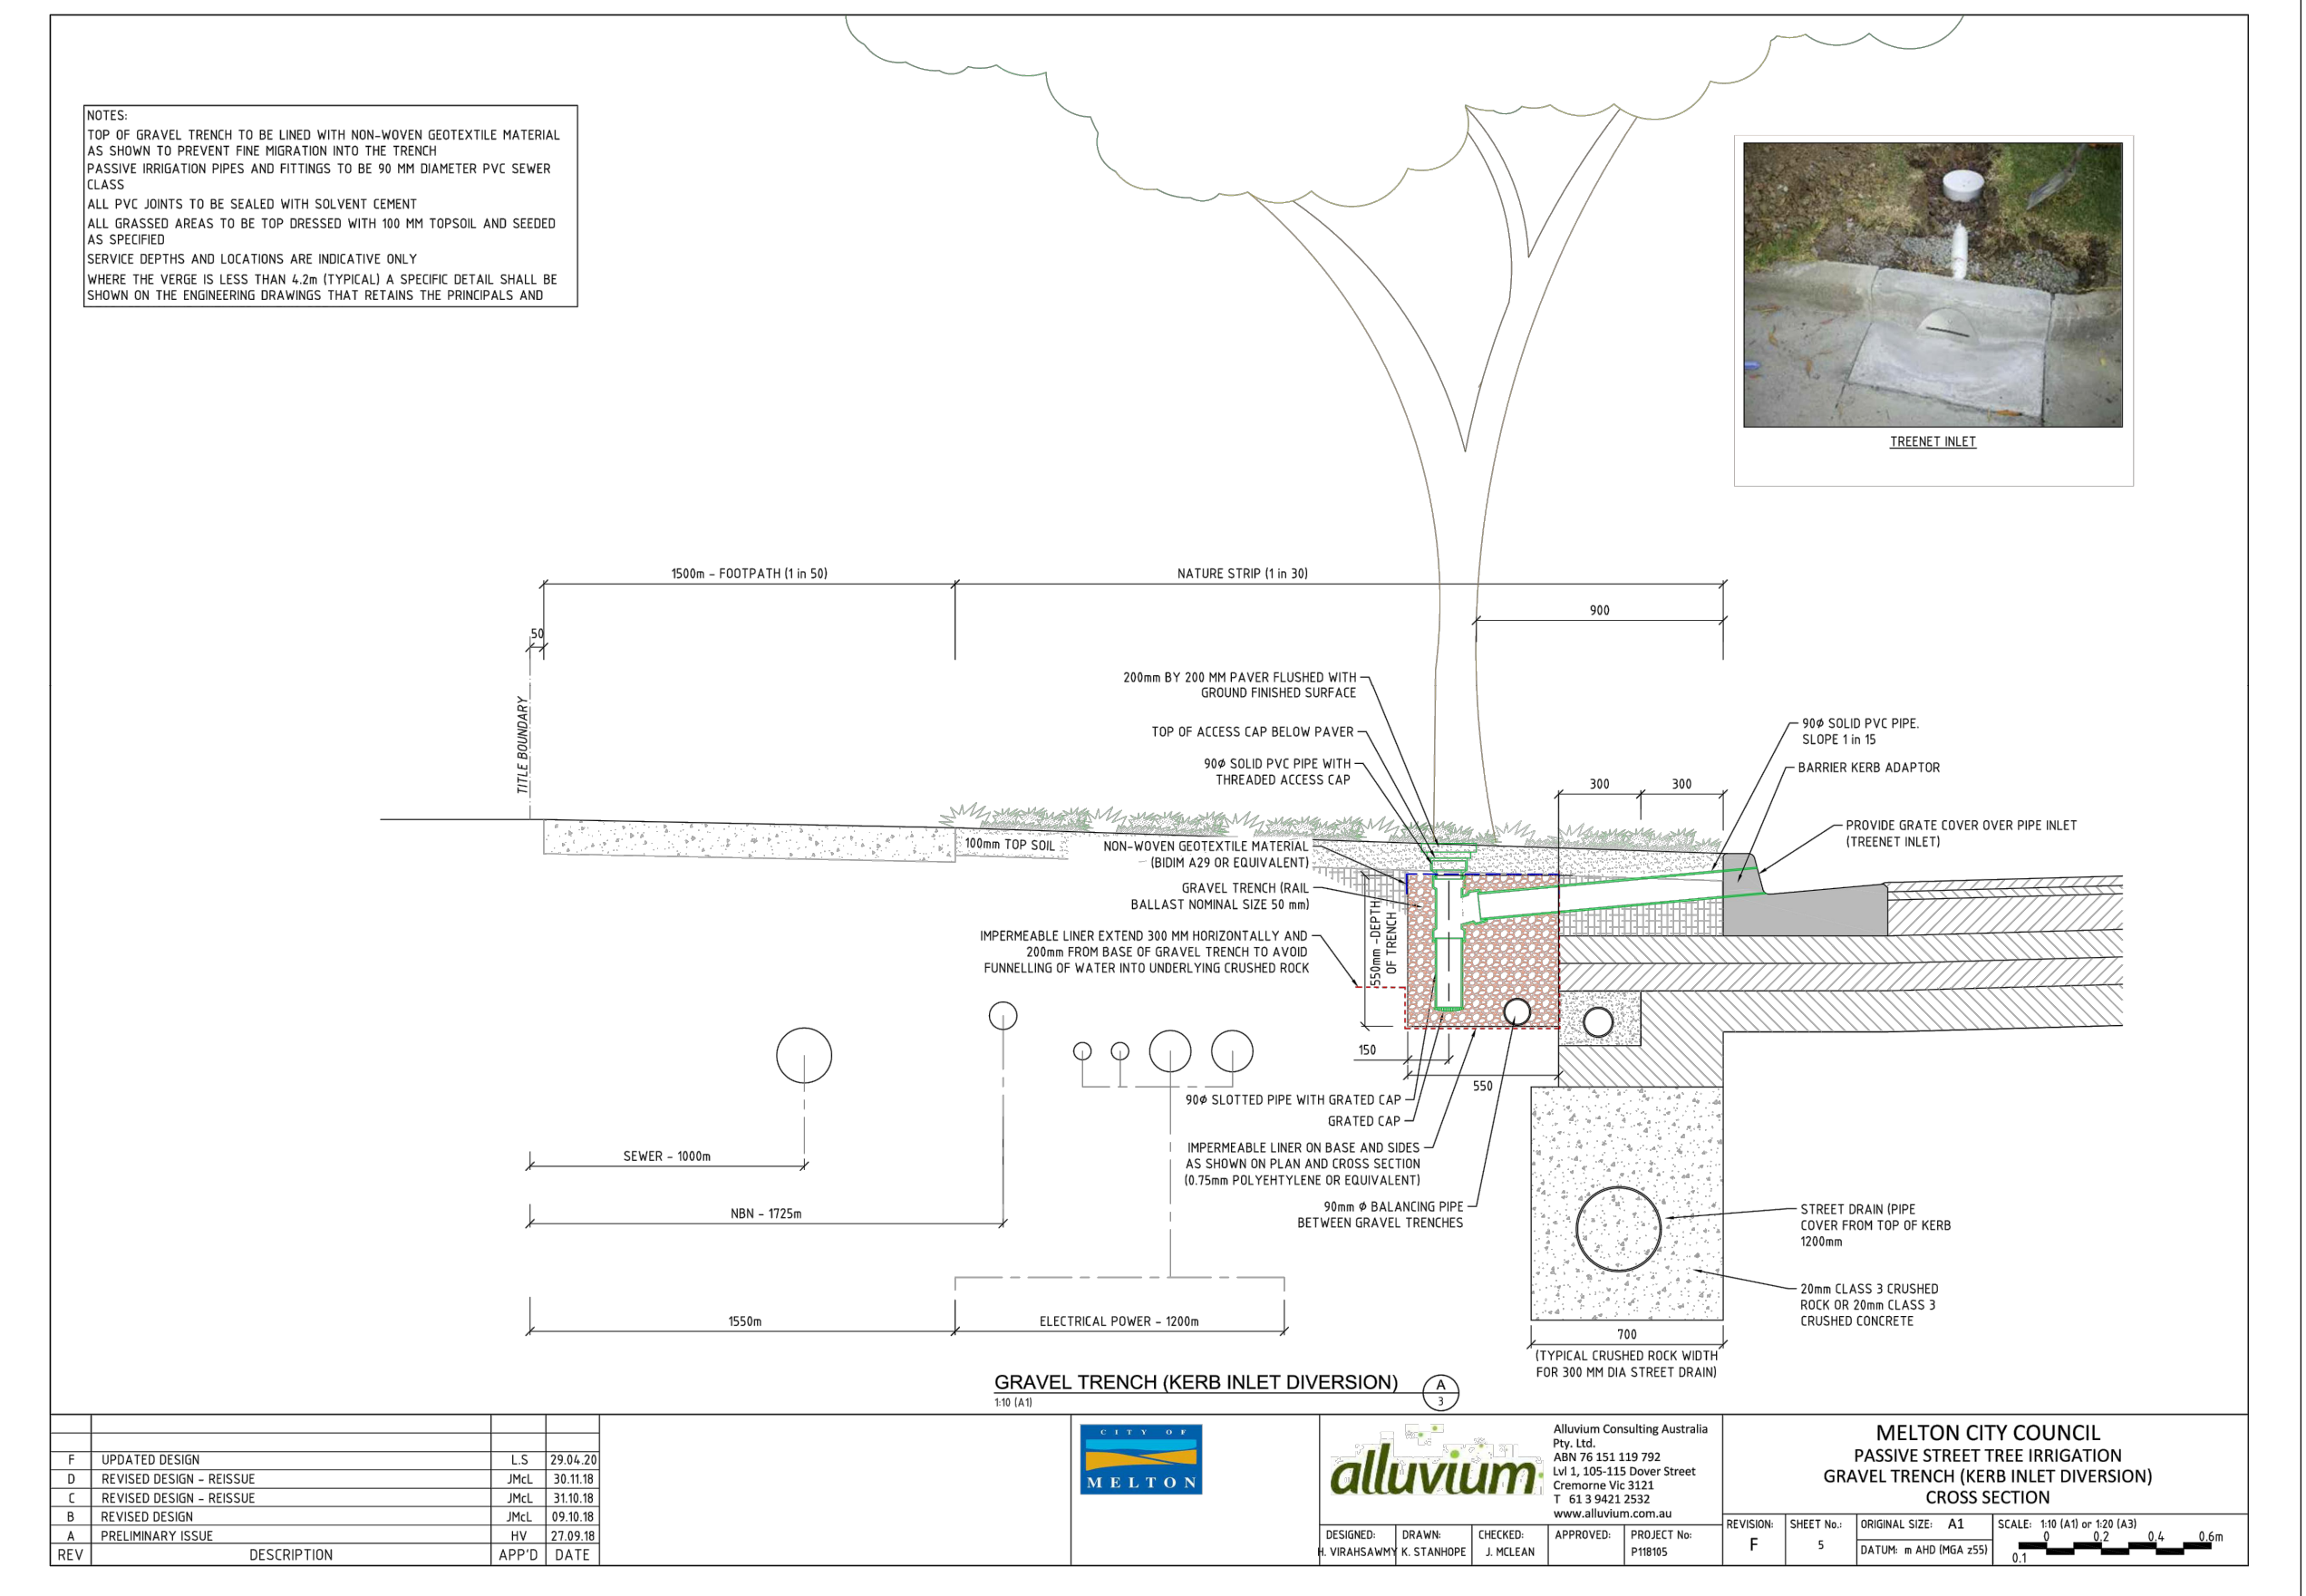 NOTES:
TOP OF GRAVEL TRENCH TO BE LINED WITH NON-WOVEN GEOTEXTILE MATERIAL
AS SHOWN TO PREVENT FINE MIGRATION INTO THE TRENCH
PASSIVE IRRIGATION PIPES AND FITTINGS TO BE 90 MM DIAMETER PVC SEWER
CLASS
ALL PVC JOINTS TO BE SEALED WITH SOLVENT CEMENT
ALL GRASSED AREAS TO BE TOP DRESSED WITH 100 MM TOPSOIL AND SEEDED
AS SPECIFIED
SERVICE DEPTHS AND LOCATIONS ARE INDICATIVE ONLY
WHERE THE VERGE IS LESS THAN 4.2m (TYPICAL) A SPECIFIC DETAIL SHALL BE
SHOWN ON THE ENGINEERING DRAWINGS THAT RETAINS THE PRINCIPALS AND
TREENET INLET
1500m - FOOTPATH (1 in 50)
NATURE STRIP (1 in 30)
900
50
TITLE BOUNDARY
200mm BY 200 MM PAVER FLUSHED WITH
GROUND FINISHED SURFACE
TOP OF ACCESS CAP BELOW PAVER
90Ø SOLID PVC PIPE WITH
THREADED ACCESS CAP
90Ø SOLID PVC PIPE.
SLOPE 1 in 15
BARRIER KERB ADAPTOR
300
300
PROVIDE GRATE COVER OVER PIPE INLET
(TREENET INLET)
100mm TOP SOIL
NON-WOVEN GEOTEXTILE MATERIAL
(BIDIM A29 OR EQUIVALENT)
GRAVEL TRENCH (RAIL
BALLAST NOMINAL SIZE 50 mm)
550mm -DEPTH
OF TRENCH
IMPERMEABLE LINER EXTEND 300 MM HORIZONTALLY AND
200mm FROM BASE OF GRAVEL TRENCH TO AVOID
FUNNELLING OF WATER INTO UNDERLYING CRUSHED ROCK
150
550
90Ø SLOTTED PIPE WITH GRATED CAP
GRATED CAP
IMPERMEABLE LINER ON BASE AND SIDES
AS SHOWN ON PLAN AND CROSS SECTION
(0.75mm POLYEHTYLENE OR EQUIVALENT)
90mm Ø BALANCING PIPE
BETWEEN GRAVEL TRENCHES
SEWER - 1000m
NBN - 1725m
1550m
ELECTRICAL POWER - 1200m
STREET DRAIN (PIPE
COVER FROM TOP OF KERB
1200mm
20mm CLASS 3 CRUSHED
ROCK OR 20mm CLASS 3
CRUSHED CONCRETE
700
(TYPICAL CRUSHED ROCK WIDTH
FOR 300 MM DIA STREET DRAIN)
GRAVEL TRENCH (KERB INLET DIVERSION)
1:10 (A1)
A
3
F UPDATED DESIGN L.S 29.04.20
D REVISED DESIGN - REISSUE JMcL 30.11.18
C REVISED DESIGN - REISSUE JMcL 31.10.18
B REVISED DESIGN JMcL 09.10.18
A PRELIMINARY ISSUE HV 27.09.18
REV DESCRIPTION APP'D DATE
CITY OF
MELTON
alluvium
Alluvium Consulting Australia
Pty. Ltd.
ABN 76 151 119 792
Lvl 1, 105-115 Dover Street
Cremorne Vic 3121
T 61 3 9421 2532
www.alluvium.com.au
DESIGNED: DRAWN: CHECKED: APPROVED: PROJECT No:
H. VIRAHSAWMY K. STANHOPE J. MCLEAN P118105
MELTON CITY COUNCIL
PASSIVE STREET TREE IRRIGATION
GRAVEL TRENCH (KERB INLET DIVERSION)
CROSS SECTION
REVISION: SHEET No.: ORIGINAL SIZE: A1 SCALE: 1:10 (A1) or 1:20 (A3)
F 5 DATUM: m AHD (MGA z55)
0 0.2 0.4 0.6m
0.1